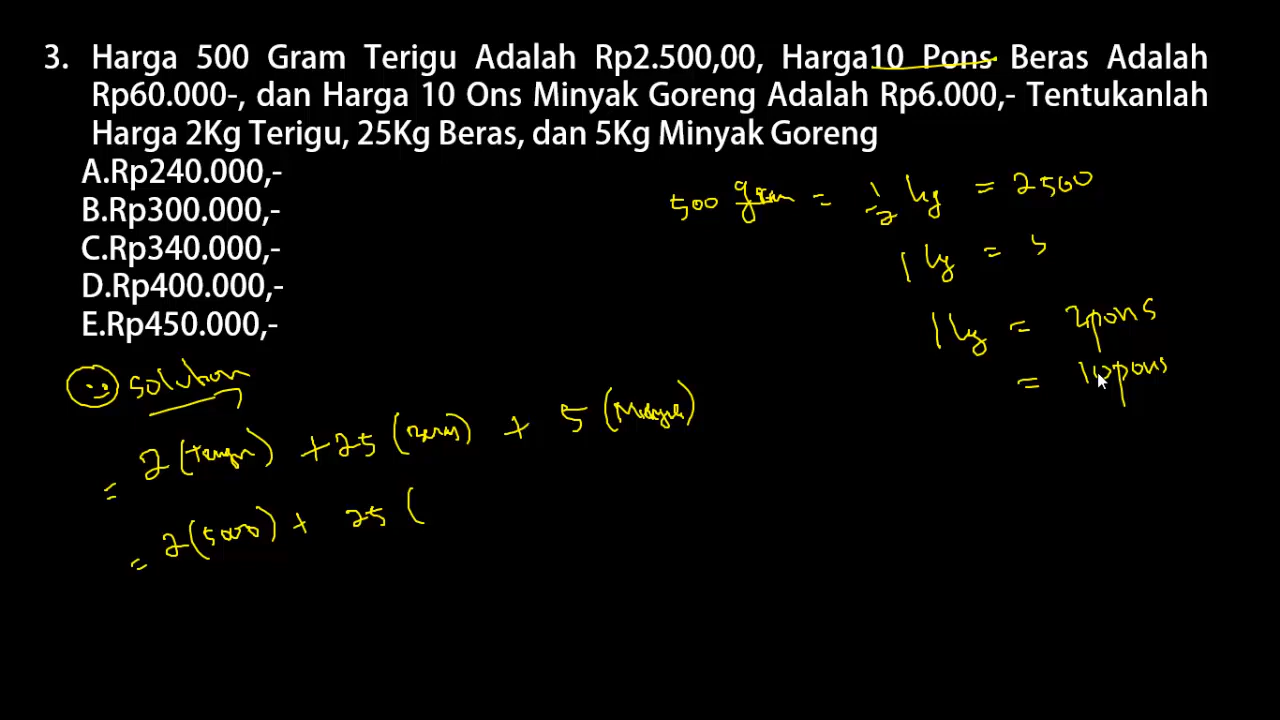 3. Harga 500 Gram Terigu Adalah Rp2.500,00, Harga10 Pons Beras Adalah
Rp60.000-, dan Harga 10 Ons Minyak Goreng Adalah Rp6.000,- Tentukanlah
Harga 2Kg Terigu, 25Kg Beras, dan 5Kg Minyak Goreng
A.Rp240.000,-
B.Rp300.000,-
C.Rp340.000,-
D.Rp400.000,-
E.Rp450.000,-
500 gram = 1/2 kg = 2500
1 kg = 5
1 kg = 2pons
= 10pons
solution
= 2 (Terigu) + 25 (Beras) + 5 (Minyak)
= 2(5000) + 25 (